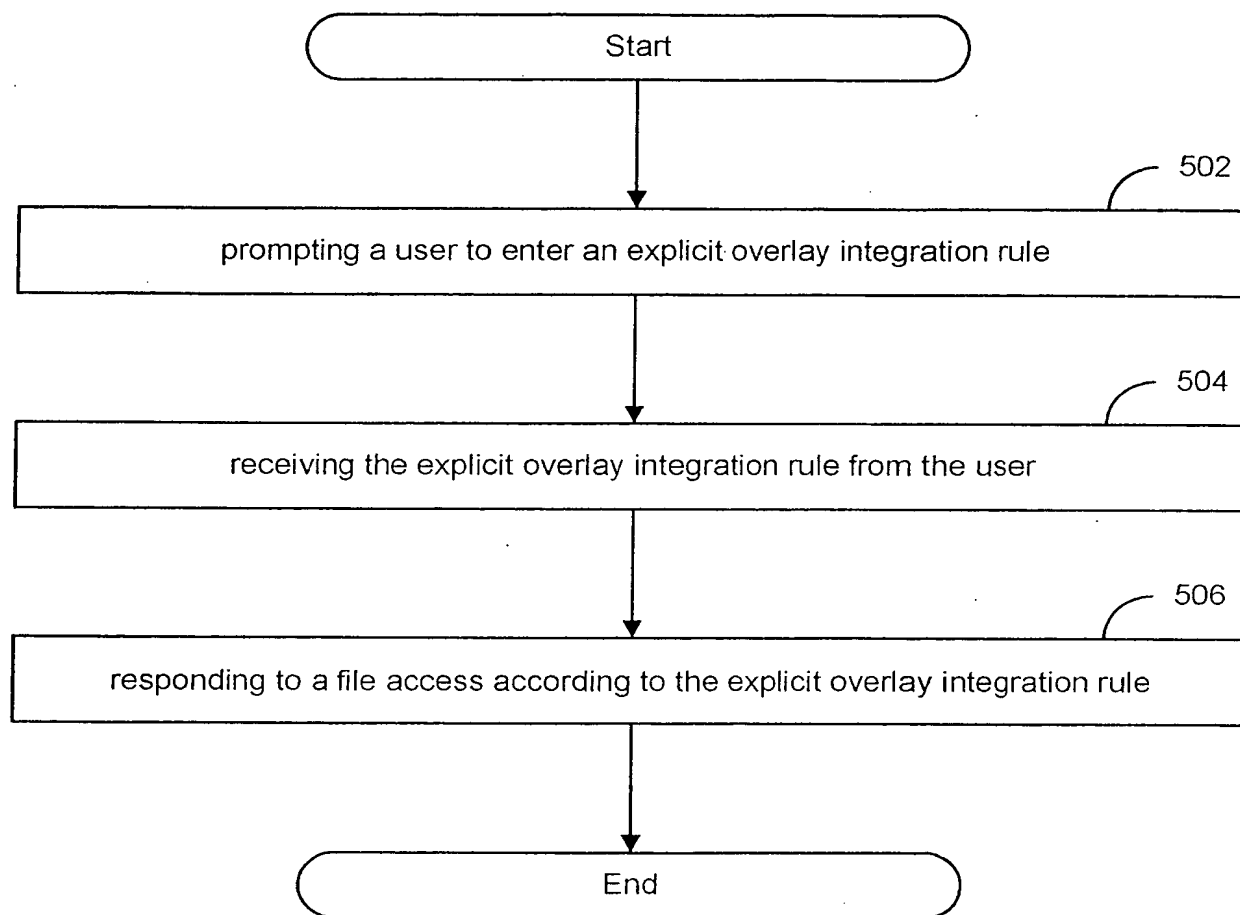 Start
502
prompting a user to enter an explicit overlay integration rule
504
receiving the explicit overlay integration rule from the user
506
responding to a file access according to the explicit overlay integration rule
End